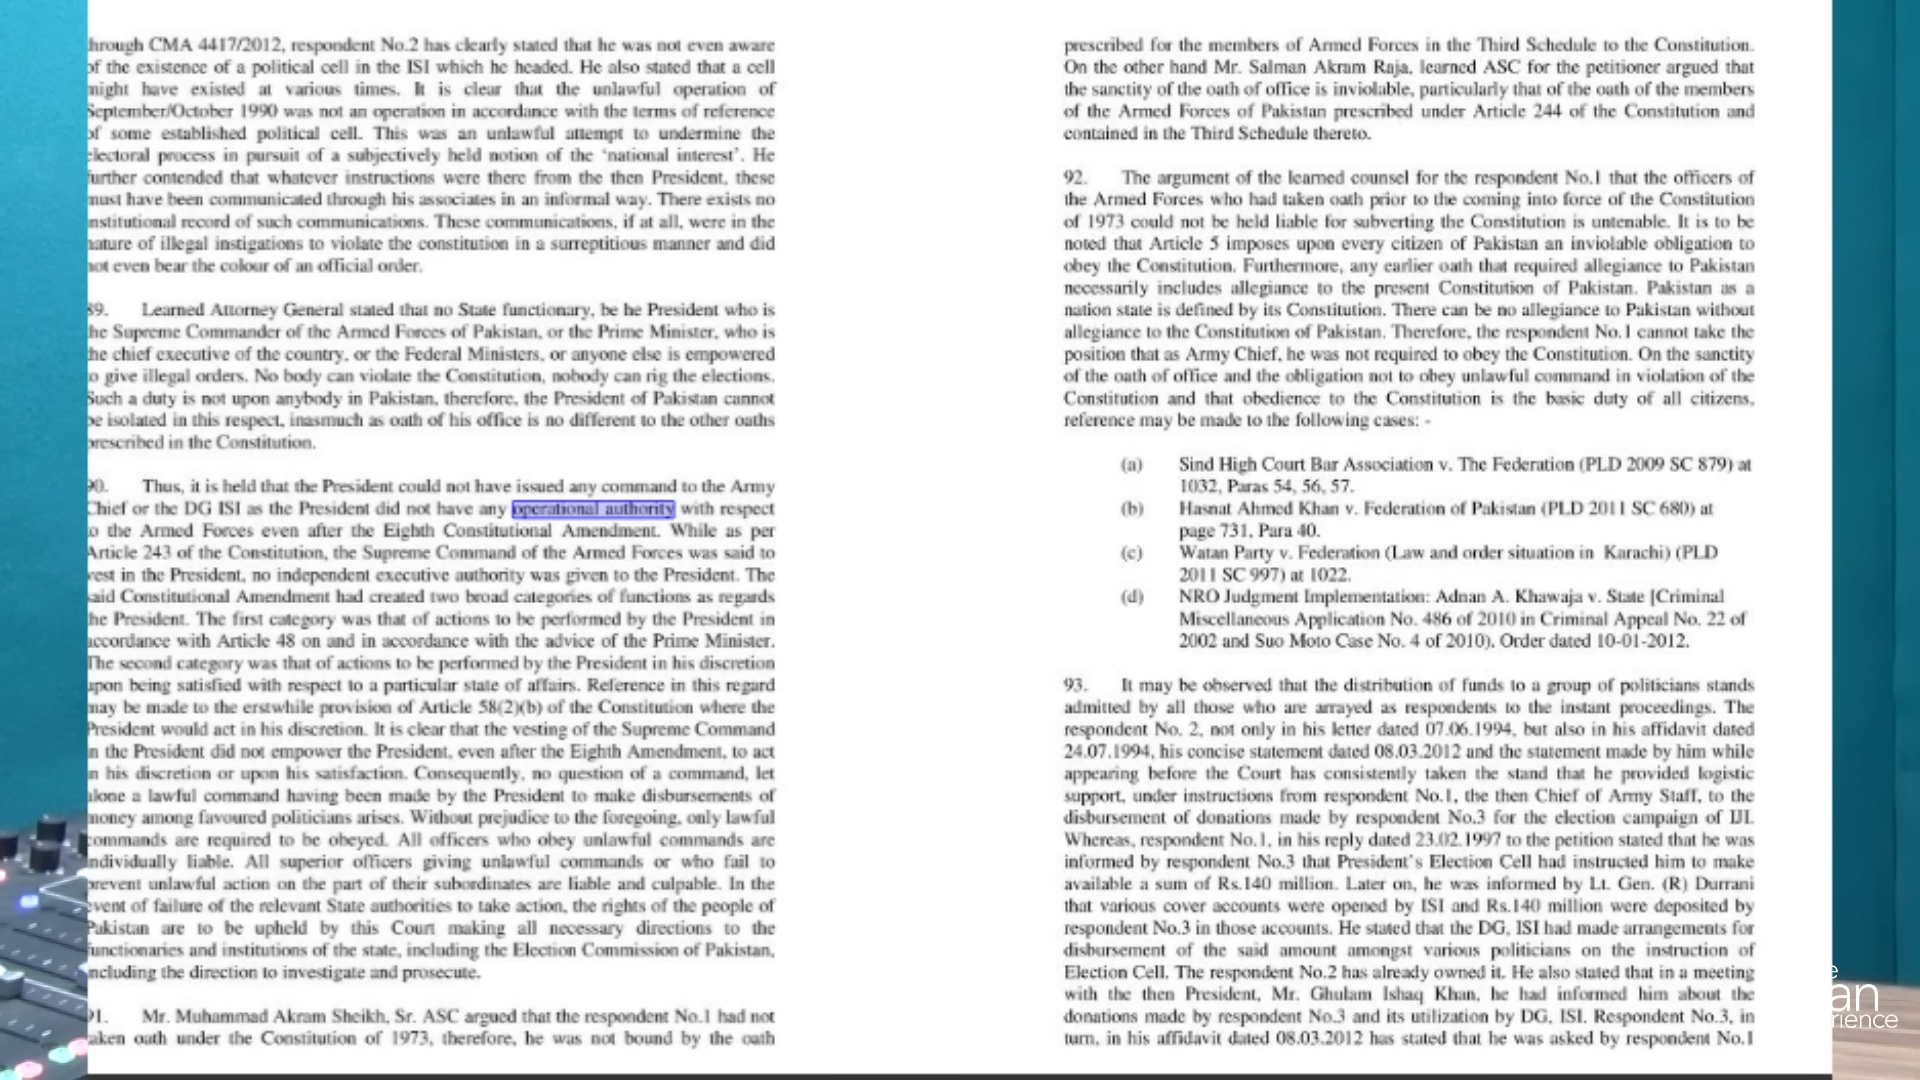 hrough CMA 4417/2012, respondent No.2 has clearly stated that he was not even aware
of the existence of a political cell in the ISI which he headed. He also stated that a cell
might have existed at various times. It is clear that the unlawful operation of
September/October 1990 was not an operation in accordance with the terms of reference
of some established political cell. This was an unlawful attempt to undermine the
electoral process in pursuit of a subjectively held notion of the ‘national interest’. He
further contended that whatever instructions were there from the then President, these
must have been communicated through his associates in an informal way. There exists no
nstitutional record of such communications. These communications, if at all, were in the
nature of illegal instigations to violate the constitution in a surreptitious manner and did
not even bear the colour of an official order.
89. Learned Attorney General stated that no State functionary, be he President who is
he Supreme Commander of the Armed Forces of Pakistan, or the Prime Minister, who is
he chief executive of the country, or the Federal Ministers, or anyone else is empowered
o give illegal orders. No body can violate the Constitution, nobody can rig the elections.
Such a duty is not upon anybody in Pakistan, therefore, the President of Pakistan cannot
be isolated in this respect, inasmuch as oath of his office is no different to the other oaths
prescribed in the Constitution.
90. Thus, it is held that the President could not have issued any command to the Army
Chief or the DG ISI as the President did not have any operational authority with respect
o the Armed Forces even after the Eighth Constitutional Amendment. While as per
Article 243 of the Constitution, the Supreme Command of the Armed Forces was said to
vest in the President, no independent executive authority was given to the President. The
said Constitutional Amendment had created two broad categories of functions as regards
he President. The first category was that of actions to be performed by the President in
accordance with Article 48 on and in accordance with the advice of the Prime Minister.
The second category was that of actions to be performed by the President in his discretion
upon being satisfied with respect to a particular state of affairs. Reference in this regard
may be made to the erstwhile provision of Article 58(2)(b) of the Constitution where the
President would act in his discretion. It is clear that the vesting of the Supreme Command
n the President did not empower the President, even after the Eighth Amendment, to act
n his discretion or upon his satisfaction. Consequently, no question of a command, let
alone a lawful command having been made by the President to make disbursements of
money among favoured politicians arises. Without prejudice to the foregoing, only lawful
commands are required to be obeyed. All officers who obey unlawful commands are
ndividually liable. All superior officers giving unlawful commands or who fail to
prevent unlawful action on the part of their subordinates are liable and culpable. In the
event of failure of the relevant State authorities to take action, the rights of the people of
Pakistan are to be upheld by this Court making all necessary directions to the
functionaries and institutions of the state, including the Election Commission of Pakistan,
ncluding the direction to investigate and prosecute.
91. Mr. Muhammad Akram Sheikh, Sr. ASC argued that the respondent No.1 had not
aken oath under the Constitution of 1973, therefore, he was not bound by the oath
prescribed for the members of Armed Forces in the Third Schedule to the Constitution.
On the other hand Mr. Salman Akram Raja, learned ASC for the petitioner argued that
the sanctity of the oath of office is inviolable, particularly that of the oath of the members
of the Armed Forces of Pakistan prescribed under Article 244 of the Constitution and
contained in the Third Schedule thereto.
92. The argument of the learned counsel for the respondent No.1 that the officers of
the Armed Forces who had taken oath prior to the coming into force of the Constitution
of 1973 could not be held liable for subverting the Constitution is untenable. It is to be
noted that Article 5 imposes upon every citizen of Pakistan an inviolable obligation to
obey the Constitution. Furthermore, any earlier oath that required allegiance to Pakistan
necessarily includes allegiance to the present Constitution of Pakistan. Pakistan as a
nation state is defined by its Constitution. There can be no allegiance to Pakistan without
allegiance to the Constitution of Pakistan. Therefore, the respondent No.1 cannot take the
position that as Army Chief, he was not required to obey the Constitution. On the sanctity
of the oath of office and the obligation not to obey unlawful command in violation of the
Constitution and that obedience to the Constitution is the basic duty of all citizens,
reference may be made to the following cases: -
(a) Sind High Court Bar Association v. The Federation (PLD 2009 SC 879) at
1032, Paras 54, 56, 57.
(b) Hasnat Ahmed Khan v. Federation of Pakistan (PLD 2011 SC 680) at
page 731, Para 40.
(c) Watan Party v. Federation (Law and order situation in Karachi) (PLD
2011 SC 997) at 1022.
(d) NRO Judgment Implementation: Adnan A. Khawaja v. State [Criminal
Miscellaneous Application No. 486 of 2010 in Criminal Appeal No. 22 of
2002 and Suo Moto Case No. 4 of 2010). Order dated 10-01-2012.
93. It may be observed that the distribution of funds to a group of politicians stands
admitted by all those who are arrayed as respondents to the instant proceedings. The
respondent No. 2, not only in his letter dated 07.06.1994, but also in his affidavit dated
24.07.1994, his concise statement dated 08.03.2012 and the statement made by him while
appearing before the Court has consistently taken the stand that he provided logistic
support, under instructions from respondent No.1, the then Chief of Army Staff, to the
disbursement of donations made by respondent No.3 for the election campaign of IJI.
Whereas, respondent No.1, in his reply dated 23.02.1997 to the petition stated that he was
informed by respondent No.3 that President’s Election Cell had instructed him to make
available a sum of Rs.140 million. Later on, he was informed by Lt. Gen. (R) Durrani
that various cover accounts were opened by ISI and Rs.140 million were deposited by
respondent No.3 in those accounts. He stated that the DG, ISI had made arrangements for
disbursement of the said amount amongst various politicians on the instruction of
Election Cell. The respondent No.2 has already owned it. He also stated that in a meeting
with the then President, Mr. Ghulam Ishaq Khan, he had informed him about the
donations made by respondent No.3 and its utilization by DG, ISI. Respondent No.3, in
turn, in his affidavit dated 08.03.2012 has stated that he was asked by respondent No.1
e
an
rience